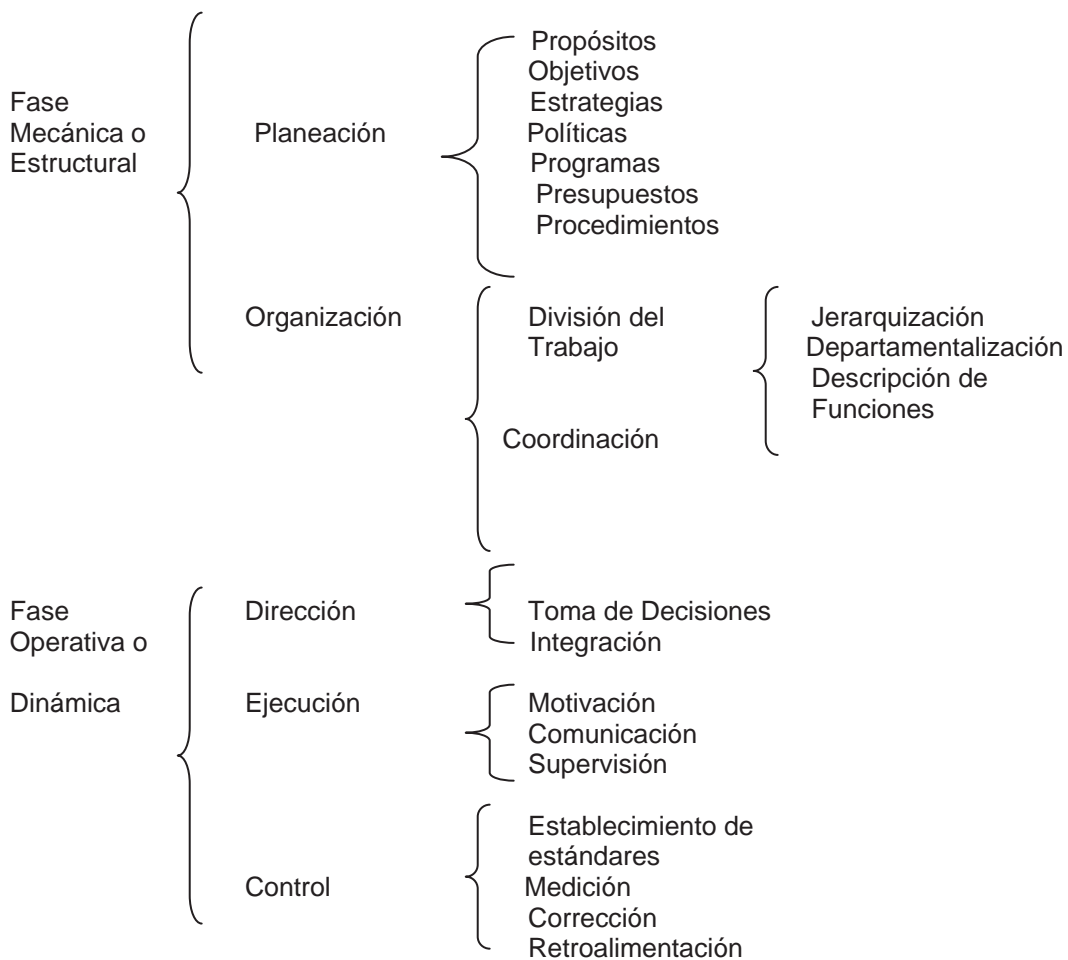 Fase
Mecánica o
Estructural
Planeación
Propósitos
Objetivos
Estrategias
Políticas
Programas
Presupuestos
Procedimientos
Organización
División del
Trabajo
Jerarquización
Departamentalización
Descripción de
Funciones
Coordinación
Fase
Operativa o
Dinámica
Dirección
Toma de Decisiones
Integración
Ejecución
Motivación
Comunicación
Supervisión
Control
Establecimiento de
estándares
Medición
Corrección
Retroalimentación